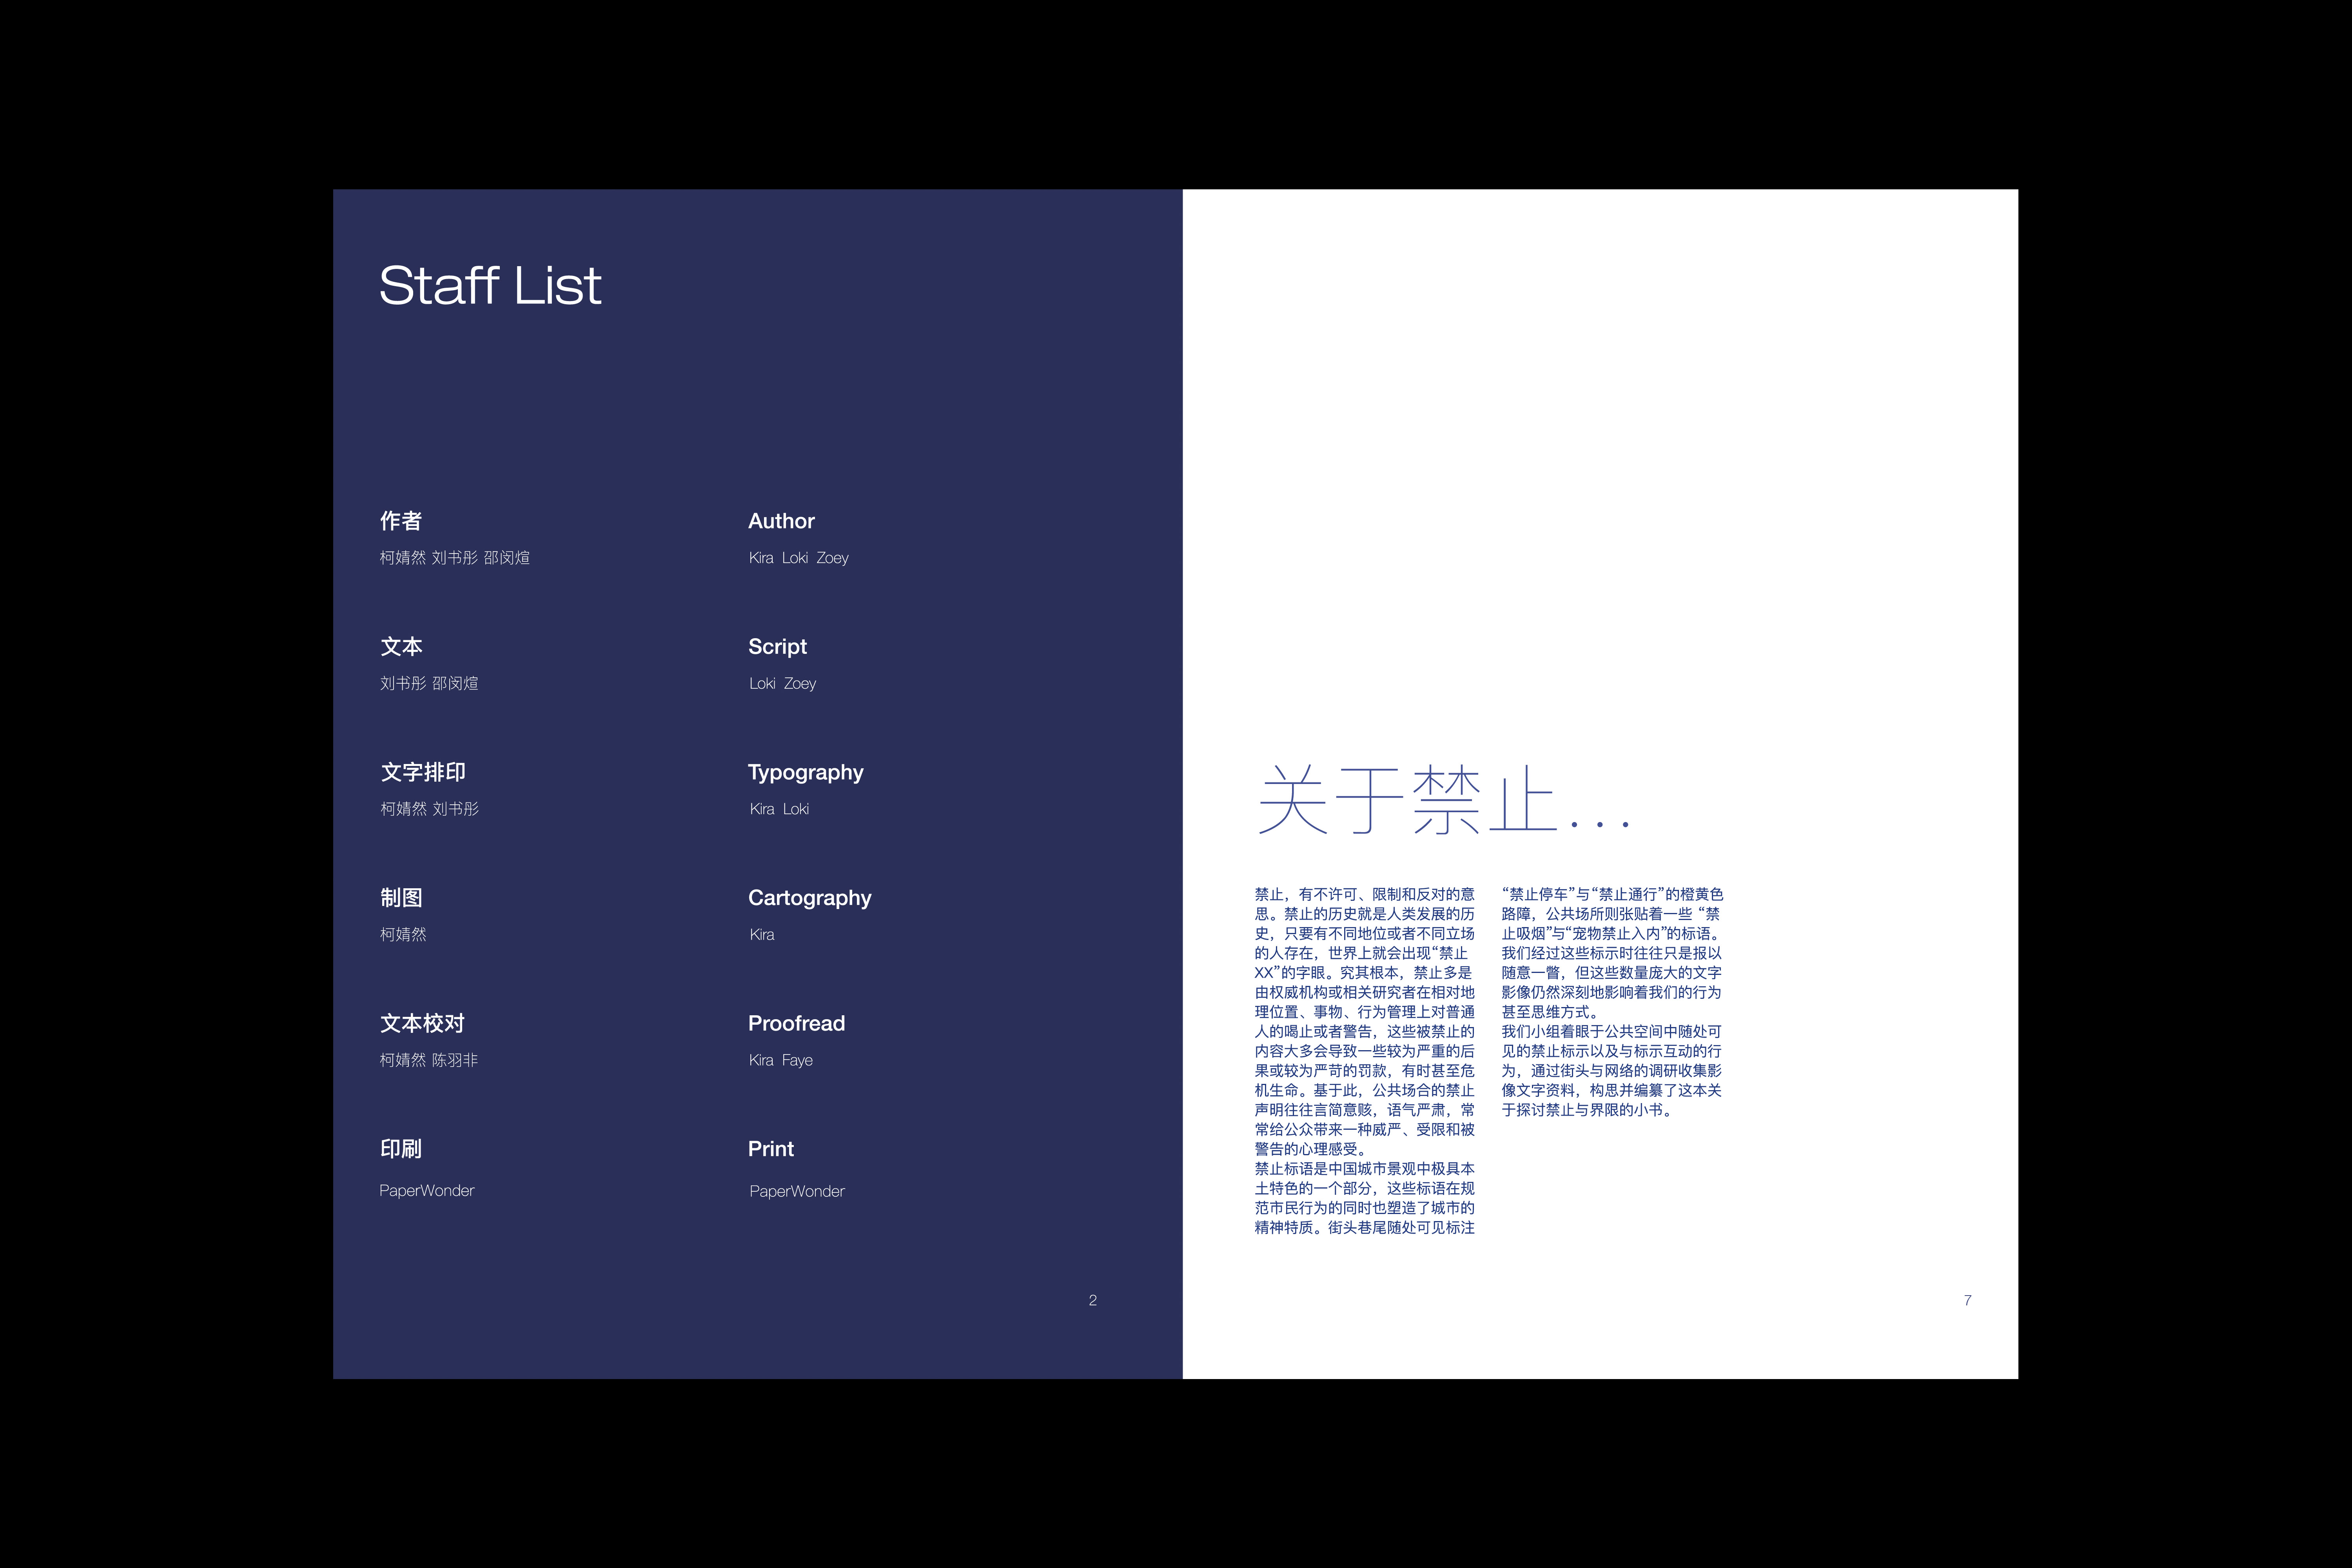 Staff List
作者
柯婧然 刘书彤 邵闵煊
Author
Kira Loki Zoey
文本
刘书彤 邵闵煊
Script
Loki Zoey
文字排印
柯婧然 刘书彤
Typography
Kira Loki
制图
柯婧然
Cartography
Kira
文本校对
柯婧然 陈羽非
Proofread
Kira Faye
印刷
PaperWonder
Print
PaperWonder
2
关于禁止...
禁止，有不许可、限制和反对的意
思。禁止的历史就是人类发展的历
史，只要有不同地位或者不同立场
的人存在，世界上就会出现“禁止
XX”的字眼。究其根本，禁止多是
由权威机构或相关研究者在相对地
理位置、事物、行为管理上对普通
人的喝止或者警告，这些被禁止的
内容大多会导致一些较为严重的后
果或较为严苛的罚款，有时甚至危
机生命。基于此，公共场合的禁止
声明往往言简意赅，语气严肃，常
常给公众带来一种威严、受限和被
警告的心理感受。
禁止标语是中国城市景观中极具本
土特色的一个部分，这些标语在规
范市民行为的同时也塑造了城市的
精神特质。街头巷尾随处可见标注
“禁止停车”与“禁止通行”的橙黄色
路障，公共场所则张贴着一些 “禁
止吸烟”与“宠物禁止入内”的标语。
我们经过这些标示时往往只是报以
随意一瞥，但这些数量庞大的文字
影像仍然深刻地影响着我们的行为
甚至思维方式。
我们小组着眼于公共空间中随处可
见的禁止标示以及与标示互动的行
为，通过街头与网络的调研收集影
像文字资料，构思并编纂了这本关
于探讨禁止与界限的小书。
7